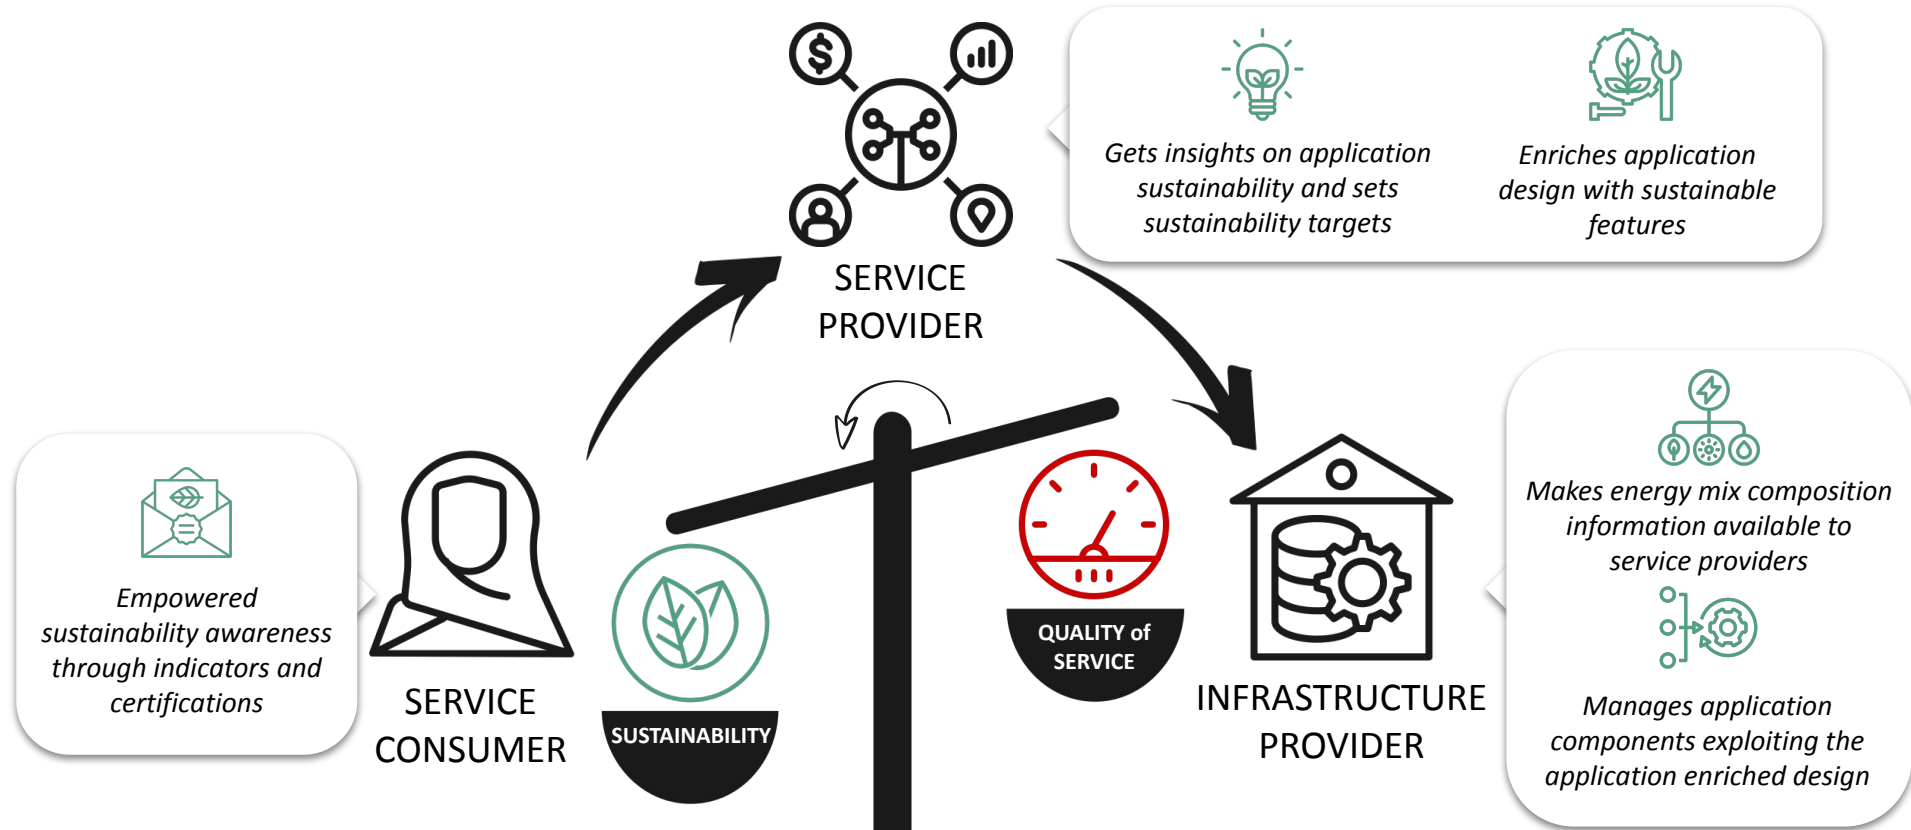 Gets insights on application
sustainability and sets
sustainability targets
Enriches application
design with sustainable
features
SERVICE
PROVIDER
Empowered
sustainability awareness
through indicators and
certifications
SERVICE
CONSUMER
SUSTAINABILITY
QUALITY of
SERVICE
INFRASTRUCTURE
PROVIDER
Makes energy mix composition
information available to
service providers
Manages application
components exploiting the
application enriched design